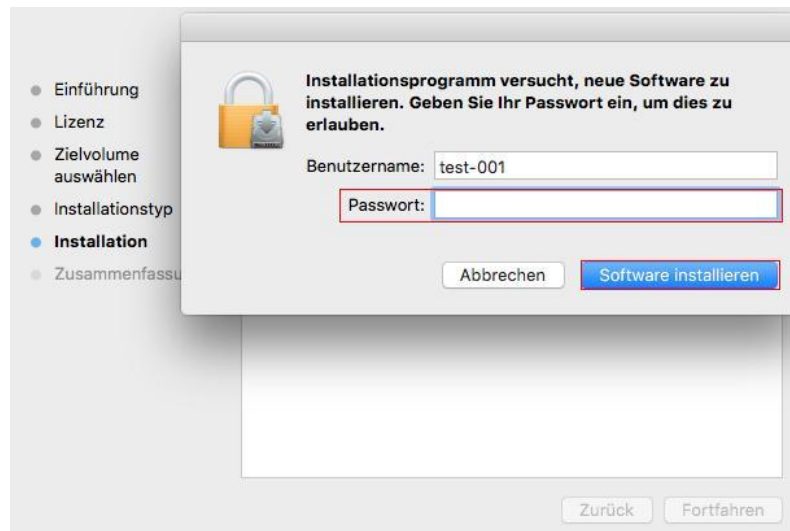 Einführung
Lizenz
Zielvolume
auswählen
Installationstyp
Installation
Zusammenfassu
Installationsprogramm versucht, neue Software zu
installieren. Geben Sie Ihr Passwort ein, um dies zu
erlauben.
Benutzername: test-001
Passwort:
Abbrechen Software installieren
Zurück Fortfahren